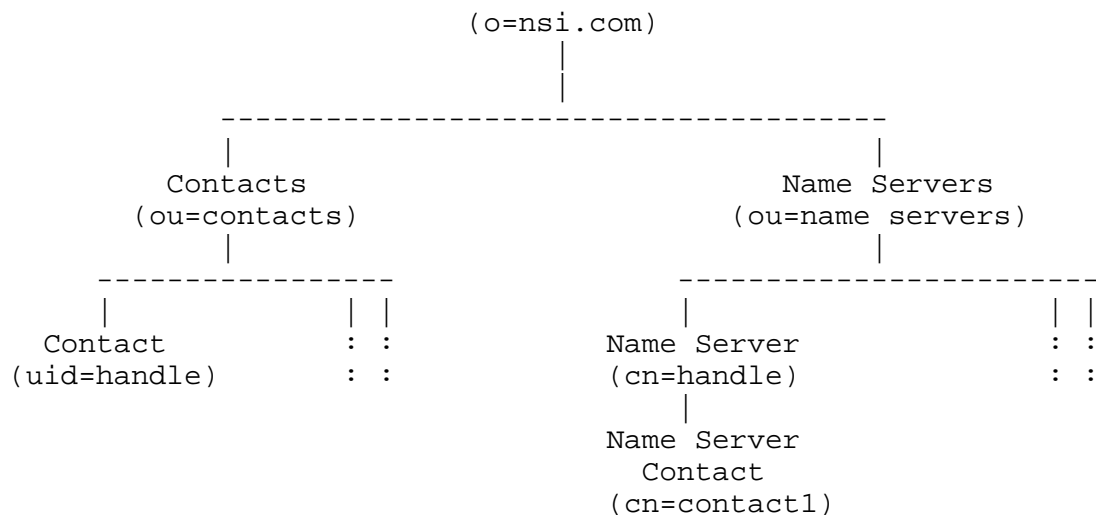 (o=nsi.com)
|
|
--------------------------------------
| |
Contacts Name Servers
(ou=contacts) (ou=name servers)
| |
----------------- ------------------------
| | | | | |
Contact : : Name Server : :
(uid=handle) : : (cn=handle) : :
|
Name Server
Contact
(cn=contact1)